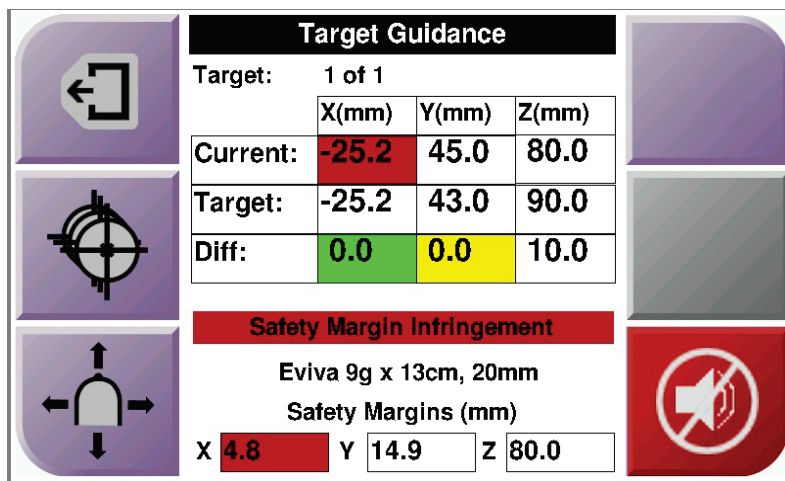 Target Guidance
Target: 1 of 1
X(mm) Y(mm) Z(mm)
Current: -25.2 45.0 80.0
Target: -25.2 43.0 90.0
Diff: 0.0 0.0 10.0
Safety Margin Infringement
Eviva 9g x 13cm, 20mm
Safety Margins (mm)
X 4.8 Y 14.9 Z 80.0